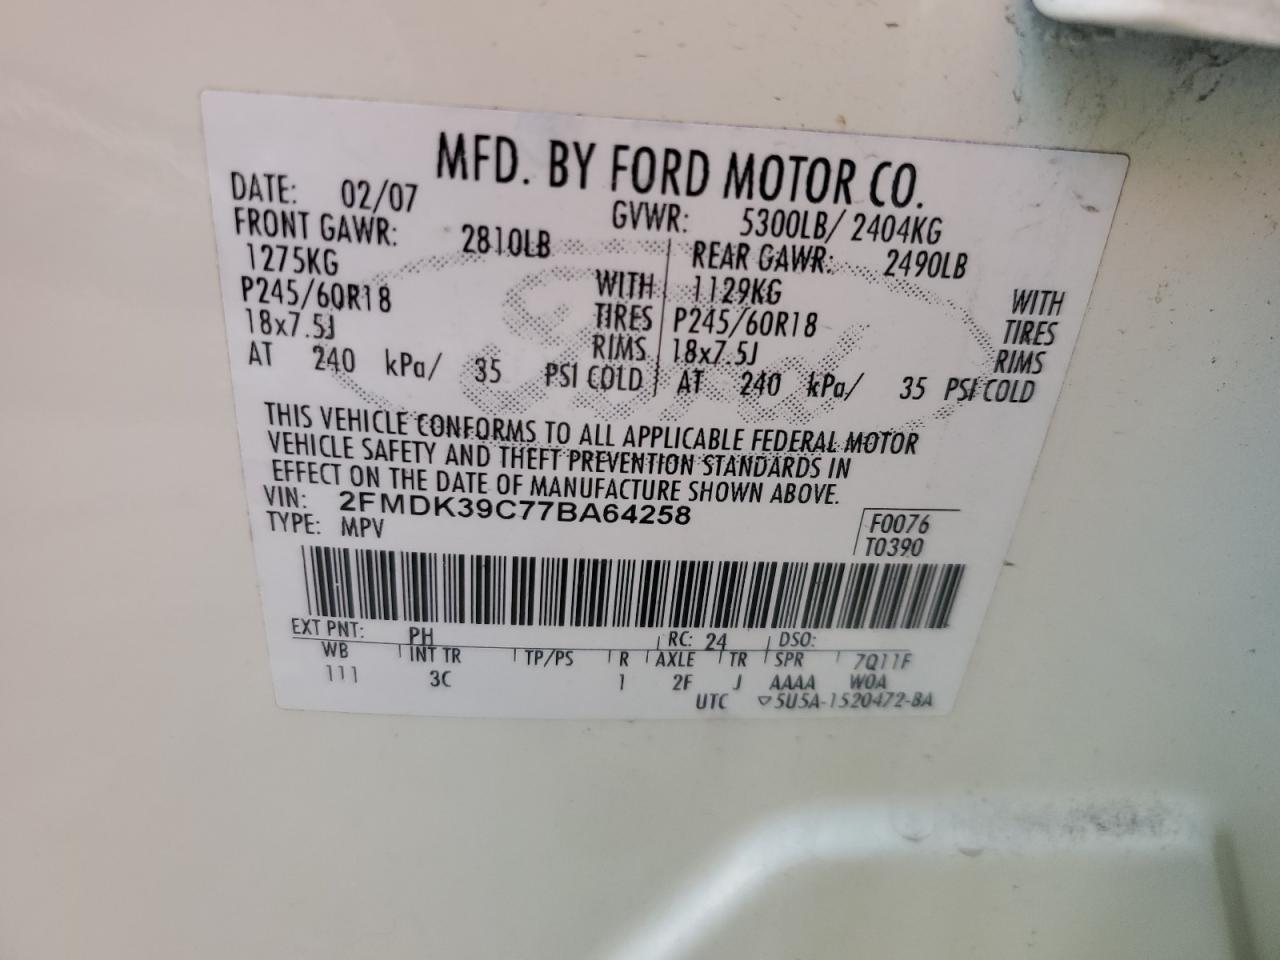 MFD. BY FORD MOTOR CO.
DATE: 02/07 GVWR: 5300LB/ 2404KG
FRONT GAWR: 2810LB REAR GAWR: 2490LB
1275KG WITH 1129KG WITH
P245/60R18 TIRES P245/60R18 TIRES
18x7.5J RIMS 18x7.5J RIMS
AT 240 kPa/ 35 PSI COLD AT 240 kPa/ 35 PSI COLD
THIS VEHICLE CONFORMS TO ALL APPLICABLE FEDERAL MOTOR
VEHICLE SAFETY AND THEFT PREVENTION STANDARDS IN
EFFECT ON THE DATE OF MANUFACTURE SHOWN ABOVE.
VIN: 2FMDK39C77BA64258 F0076
TYPE: MPV T0390
EXT PNT: PH RC: 24 DSO:
WB INT TR TP/PS R AXLE TR SPR 7Q11F
111 3C 1 2F J AAAA W0A
UTC ▽5U5A-1520472-BA